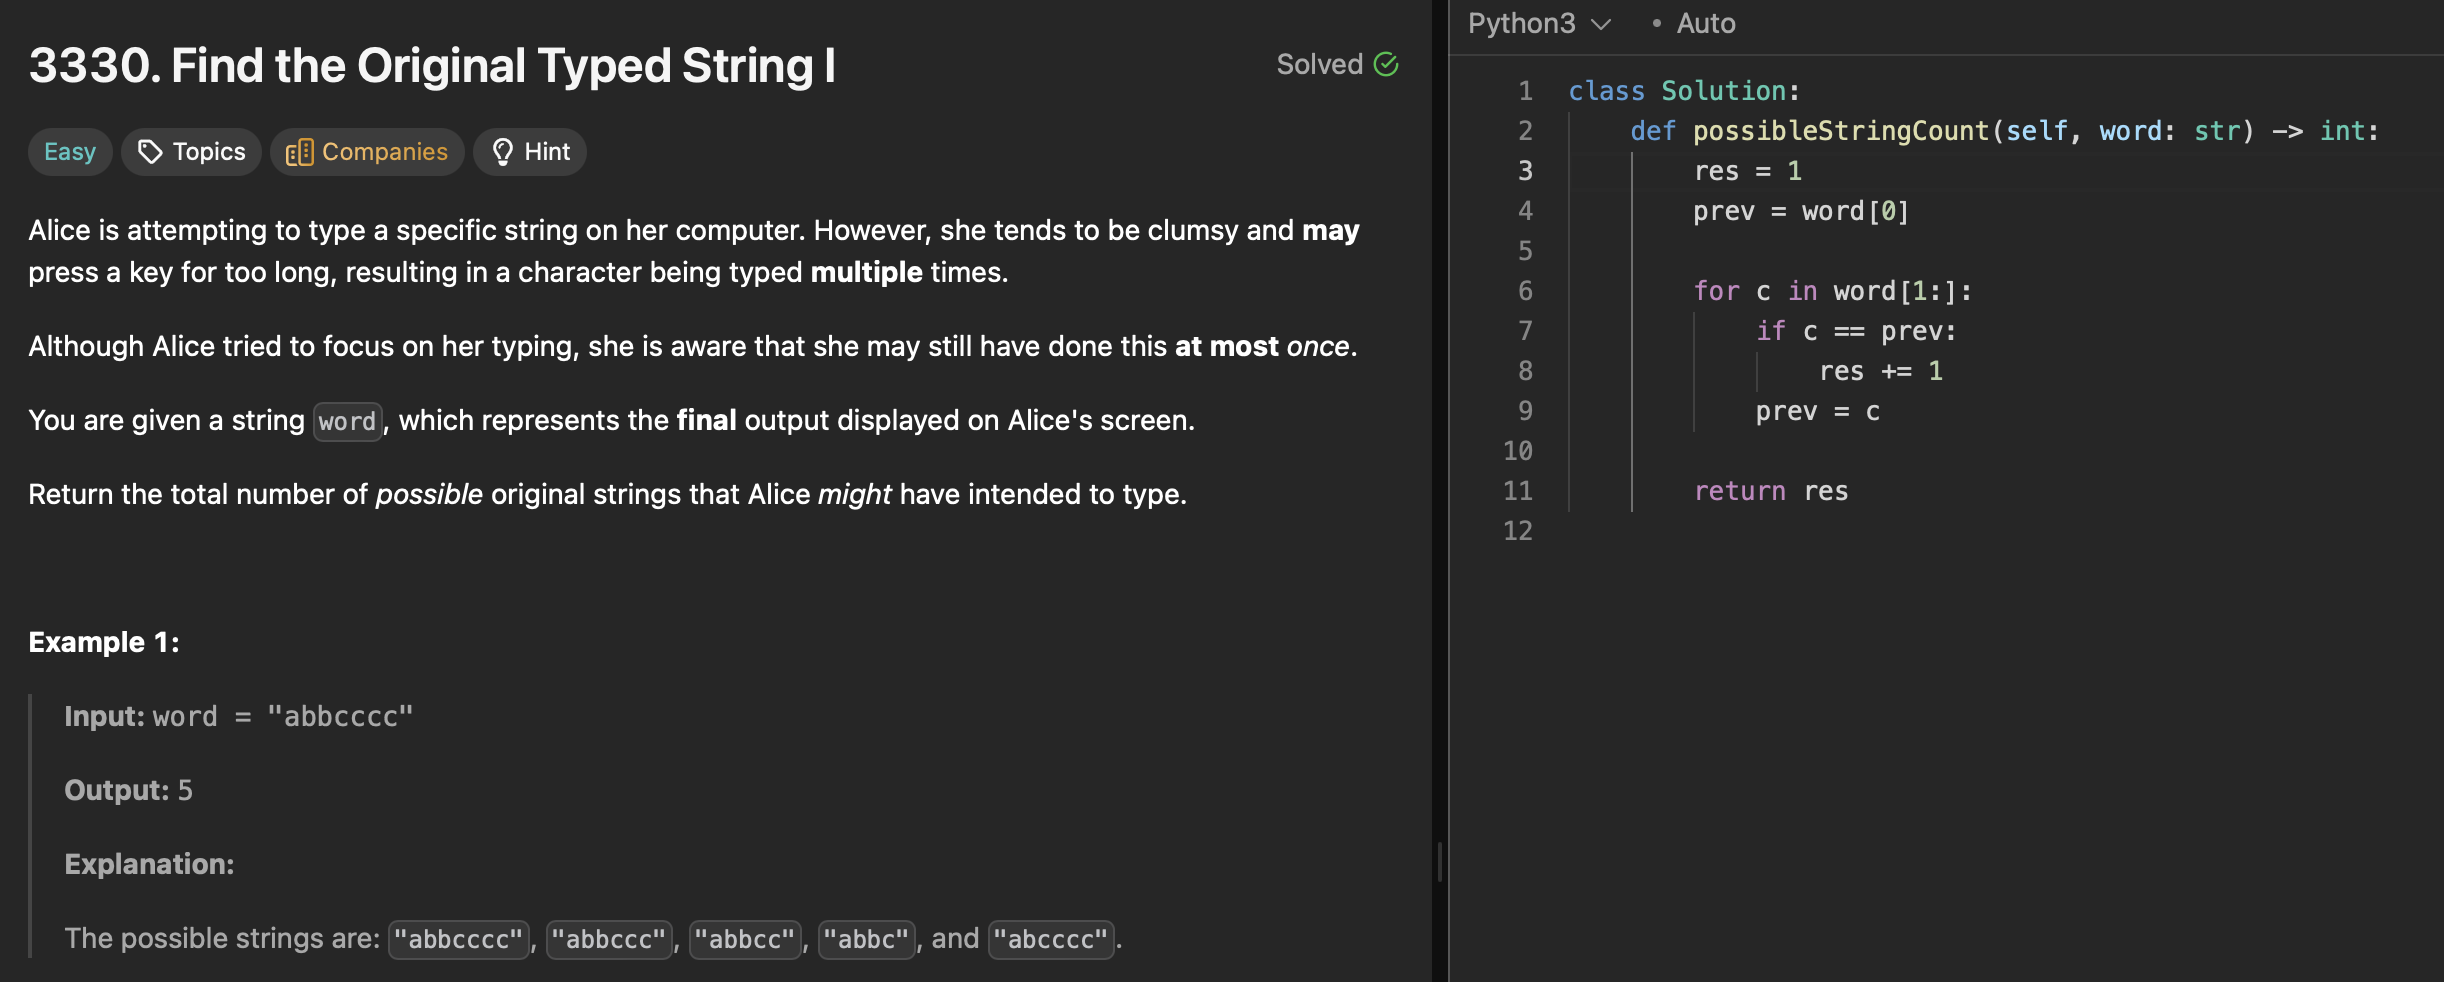 3330. Find the Original Typed String I
Solved
Easy
Topics
Companies
Hint
Alice is attempting to type a specific string on her computer. However, she tends to be clumsy and may
press a key for too long, resulting in a character being typed multiple times.
Although Alice tried to focus on her typing, she is aware that she may still have done this at most once.
You are given a string word, which represents the final output displayed on Alice's screen.
Return the total number of possible original strings that Alice might have intended to type.
Example 1:
Input: word = "abbcccc"
Output: 5
Explanation:
The possible strings are: "abbcccc", "abbccc", "abbcc", "abbc", and "abcccc".
Python3 • Auto
1 class Solution:
2     def possibleStringCount(self, word: str) -> int:
3         res = 1
4         prev = word[0]
5
6         for c in word[1:]:
7             if c == prev:
8                 res += 1
9             prev = c
10
11         return res
12